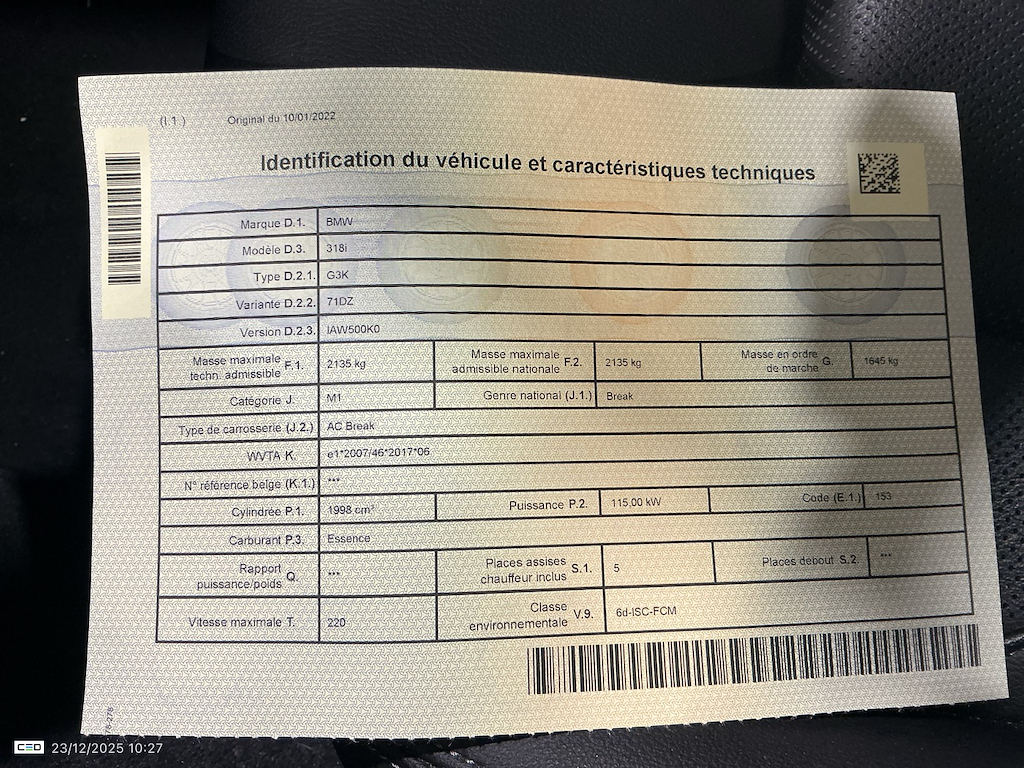 (I.1 ) Original du 10/01/2022
Identification du véhicule et caractéristiques techniques
Marque D.1. BMW
Modèle D.3. 318i
Type D.2.1. G3K
Variante D.2.2. 71DZ
Version D.2.3. IAW500K0
Masse maximale techn. admissible F.1. 2135 kg Masse maximale admissible nationale F.2. 2135 kg Masse en ordre de marche G. 1645 kg
Catégorie J. M1 Genre national (J.1.) Break
Type de carrosserie (J.2.) AC Break
WVTA K. e1*2007/46*2017*06
N° référence belge (K.1.) ***
Cylindrée P.1. 1998 cm³ Puissance P.2. 115,00 kW Code (E.1.) 153
Carburant P.3. Essence
Rapport puissance/poids Q. *** Places assises chauffeur inclus S.1. 5 Places debout S.2. ***
Vitesse maximale T. 220 Classe environnementale V.9. 6d-ISC-FCM
CEO 23/12/2025 10:27